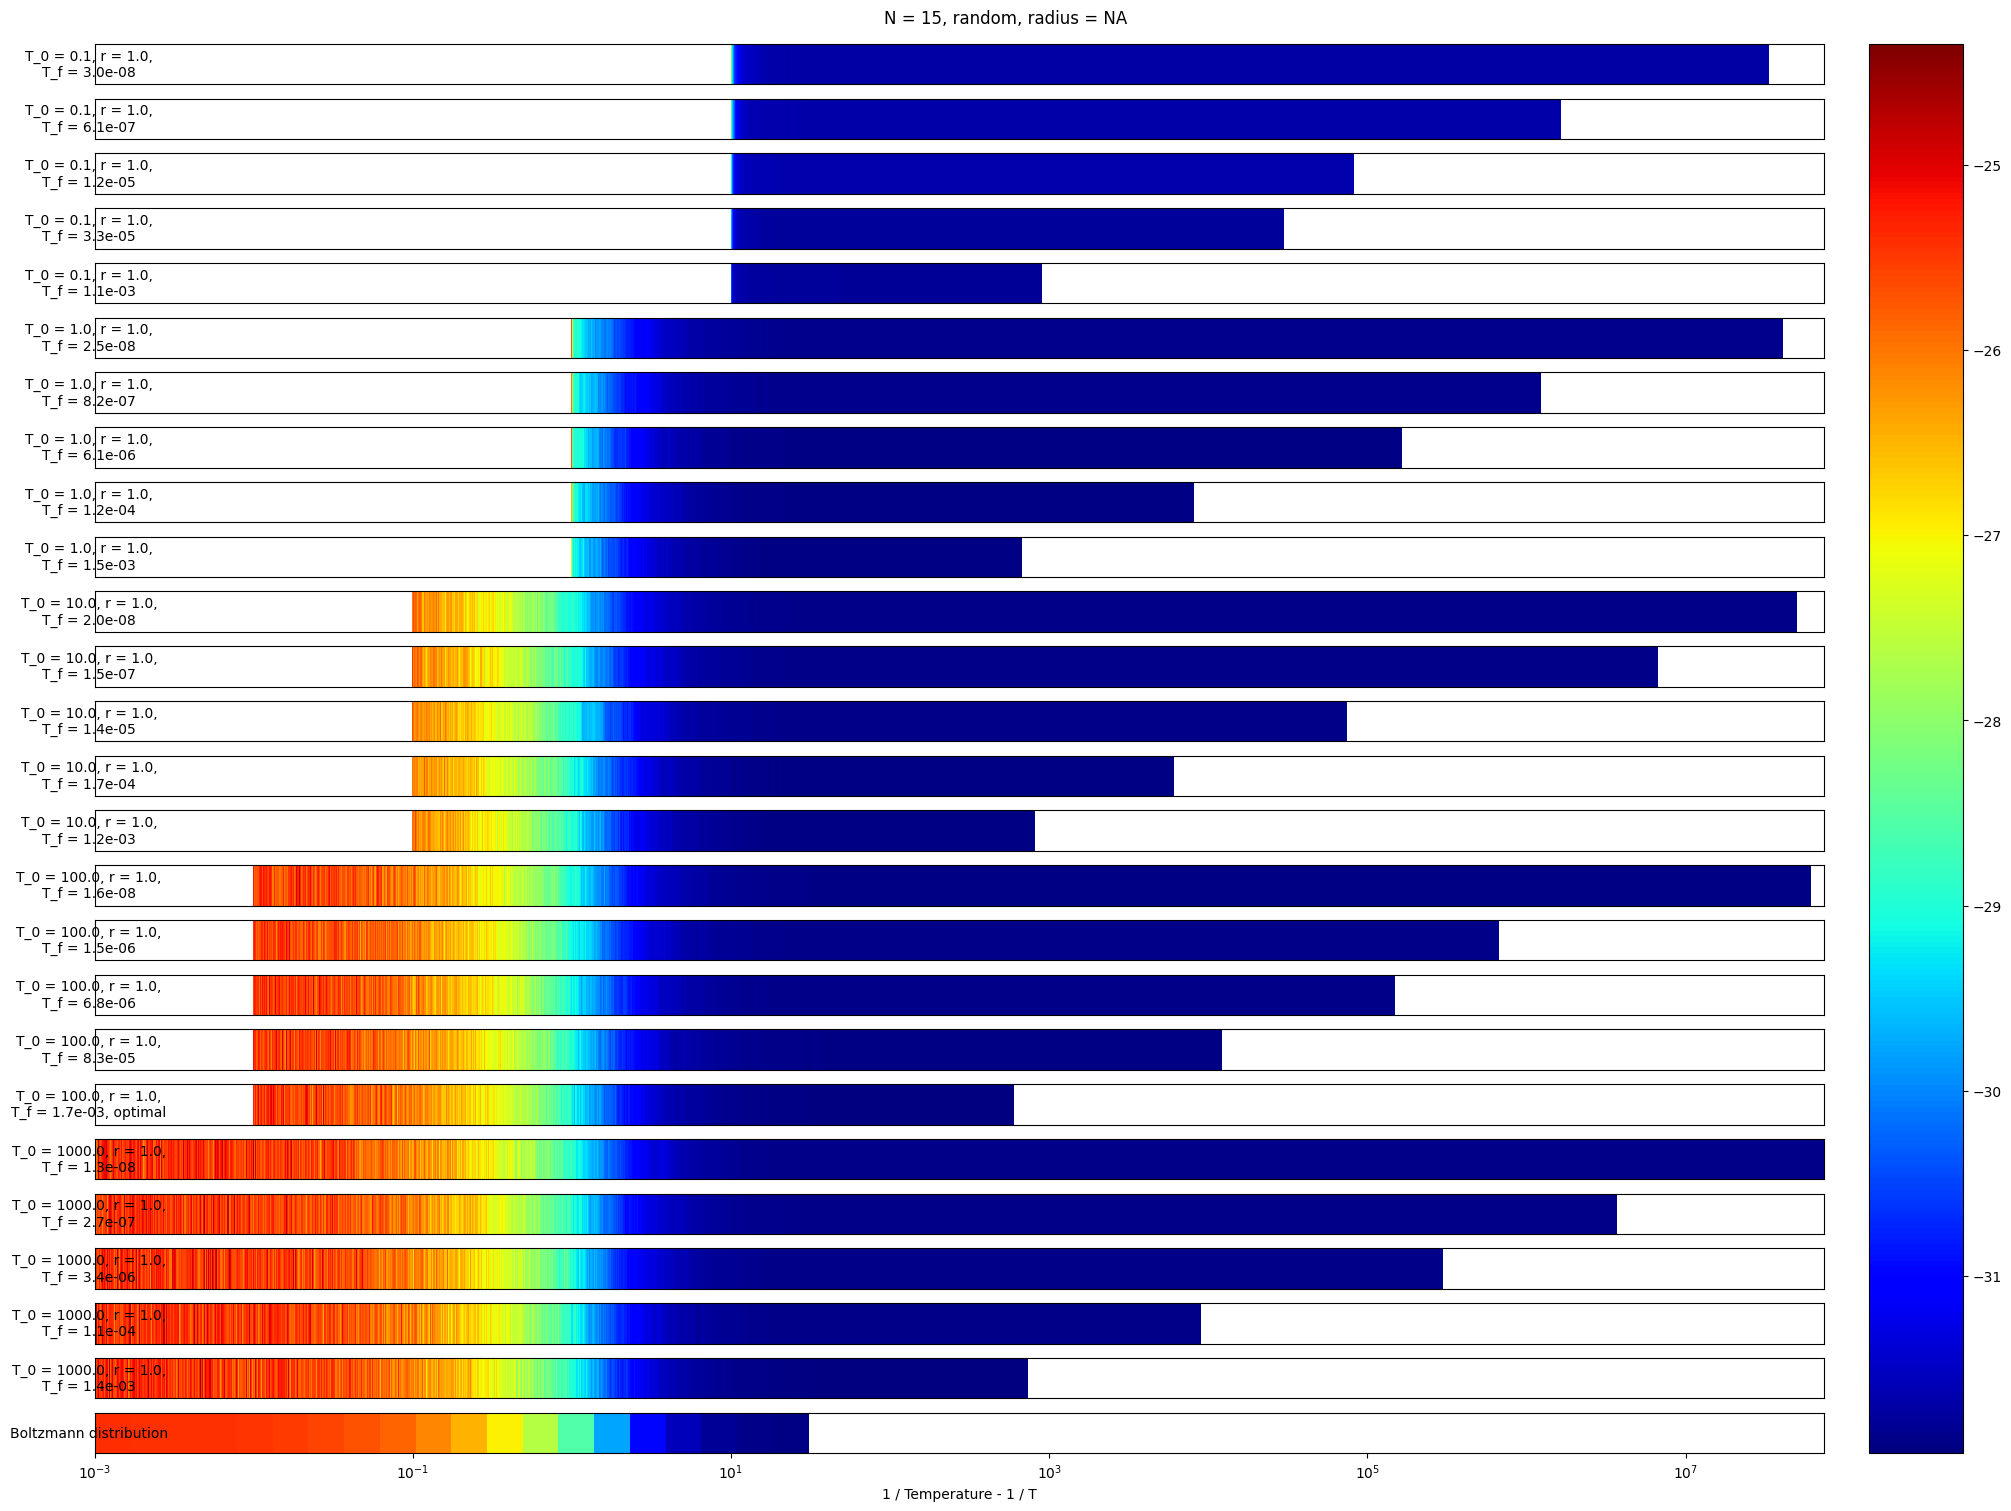 N = 15, random, radius = NA
T_0 = 0.1, r = 1.0,
T_f = 3.0e-08
T_0 = 0.1, r = 1.0,
T_f = 6.1e-07
T_0 = 0.1, r = 1.0,
T_f = 1.2e-05
T_0 = 0.1, r = 1.0,
T_f = 3.3e-05
T_0 = 0.1, r = 1.0,
T_f = 1.1e-03
T_0 = 1.0, r = 1.0,
T_f = 2.5e-08
T_0 = 1.0, r = 1.0,
T_f = 8.2e-07
T_0 = 1.0, r = 1.0,
T_f = 6.1e-06
T_0 = 1.0, r = 1.0,
T_f = 1.2e-04
T_0 = 1.0, r = 1.0,
T_f = 1.5e-03
T_0 = 10.0, r = 1.0,
T_f = 2.0e-08
T_0 = 10.0, r = 1.0,
T_f = 1.5e-07
T_0 = 10.0, r = 1.0,
T_f = 1.4e-05
T_0 = 10.0, r = 1.0,
T_f = 1.7e-04
T_0 = 10.0, r = 1.0,
T_f = 1.2e-03
T_0 = 100.0, r = 1.0,
T_f = 1.6e-08
T_0 = 100.0, r = 1.0,
T_f = 1.5e-06
T_0 = 100.0, r = 1.0,
T_f = 6.8e-06
T_0 = 100.0, r = 1.0,
T_f = 8.3e-05
T_0 = 100.0, r = 1.0,
T_f = 1.7e-03, optimal
T_0 = 1000.0, r = 1.0,
T_f = 1.3e-08
T_0 = 1000.0, r = 1.0,
T_f = 2.7e-07
T_0 = 1000.0, r = 1.0,
T_f = 3.4e-06
T_0 = 1000.0, r = 1.0,
T_f = 1.1e-04
T_0 = 1000.0, r = 1.0,
T_f = 1.4e-03
Boltzmann distribution
10⁻³ 10⁻¹ 10¹ 10³ 10⁵ 10⁷
1 / Temperature - 1 / T
−25
−26
−27
−28
−29
−30
−31